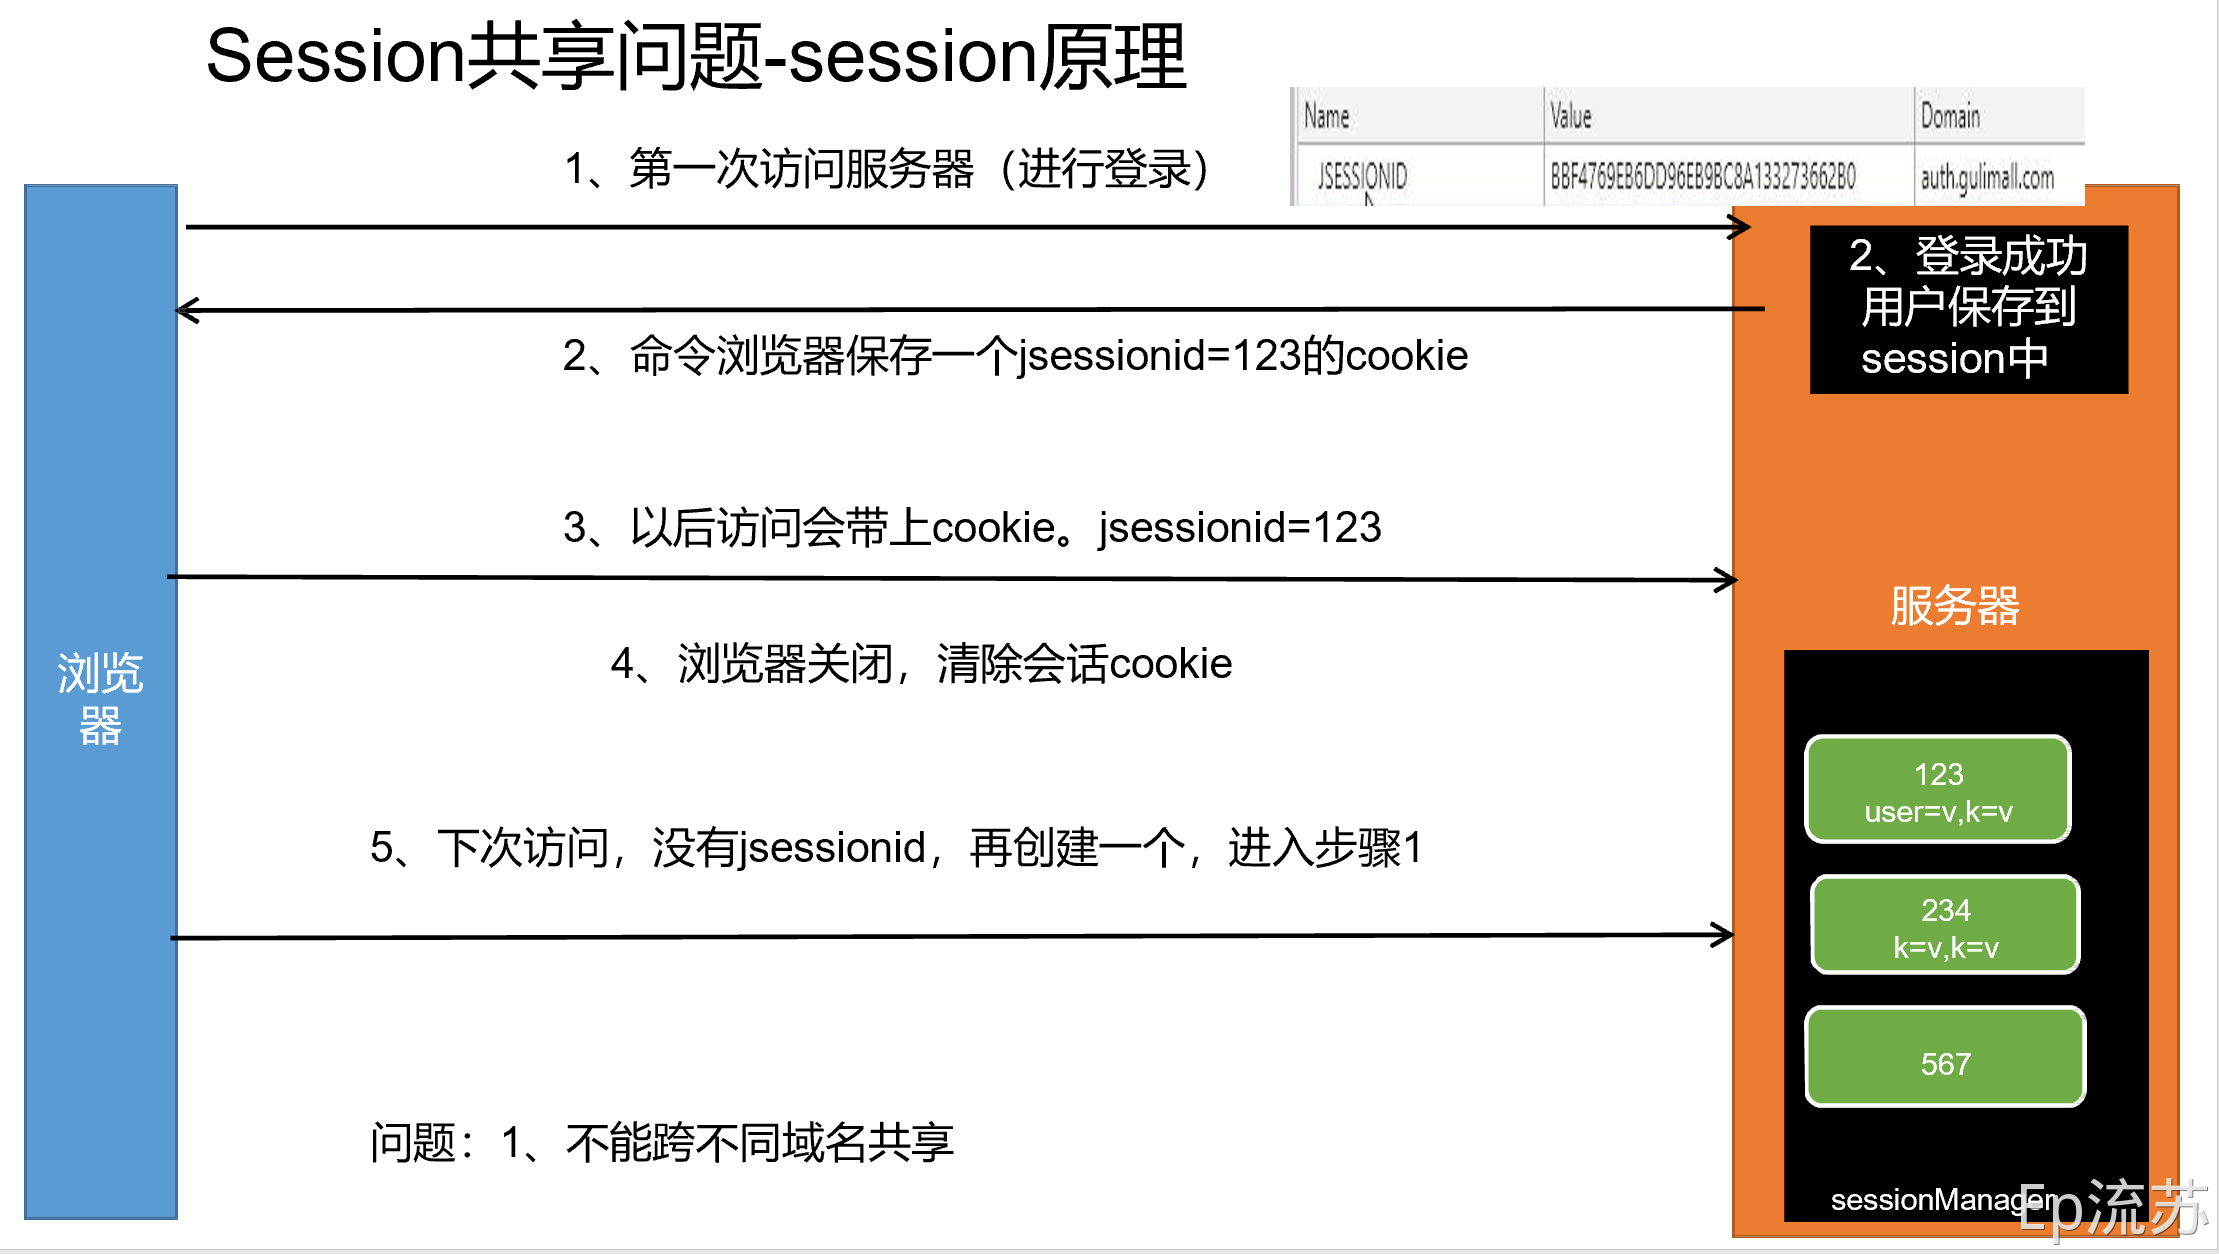 Session共享问题-session原理
Name Value Domain
JSESSIONID BBF4769EB6DD96EB9BC8A133273662B0 auth.gulimall.com
1、第一次访问服务器（进行登录）
2、登录成功
用户保存到
session中
2、命令浏览器保存一个jsessionid=123的cookie
3、以后访问会带上cookie。jsessionid=123
服务器
4、浏览器关闭，清除会话cookie
浏览
器
123
user=v,k=v
5、下次访问，没有jsessionid，再创建一个，进入步骤1
234
k=v,k=v
567
问题：1、不能跨不同域名共享
sessionManager
Ep流苏